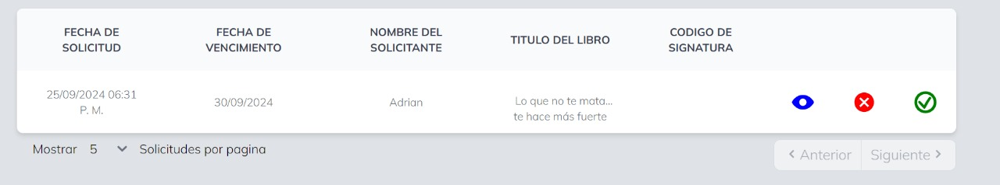 FECHA DE SOLICITUD
FECHA DE VENCIMIENTO
NOMBRE DEL SOLICITANTE
TITULO DEL LIBRO
CODIGO DE SIGNATURA
25/09/2024 06:31 P. M.
30/09/2024
Adrian
Lo que no te mata...
te hace más fuerte
Mostrar 5 Solicitudes por pagina
Anterior Siguiente